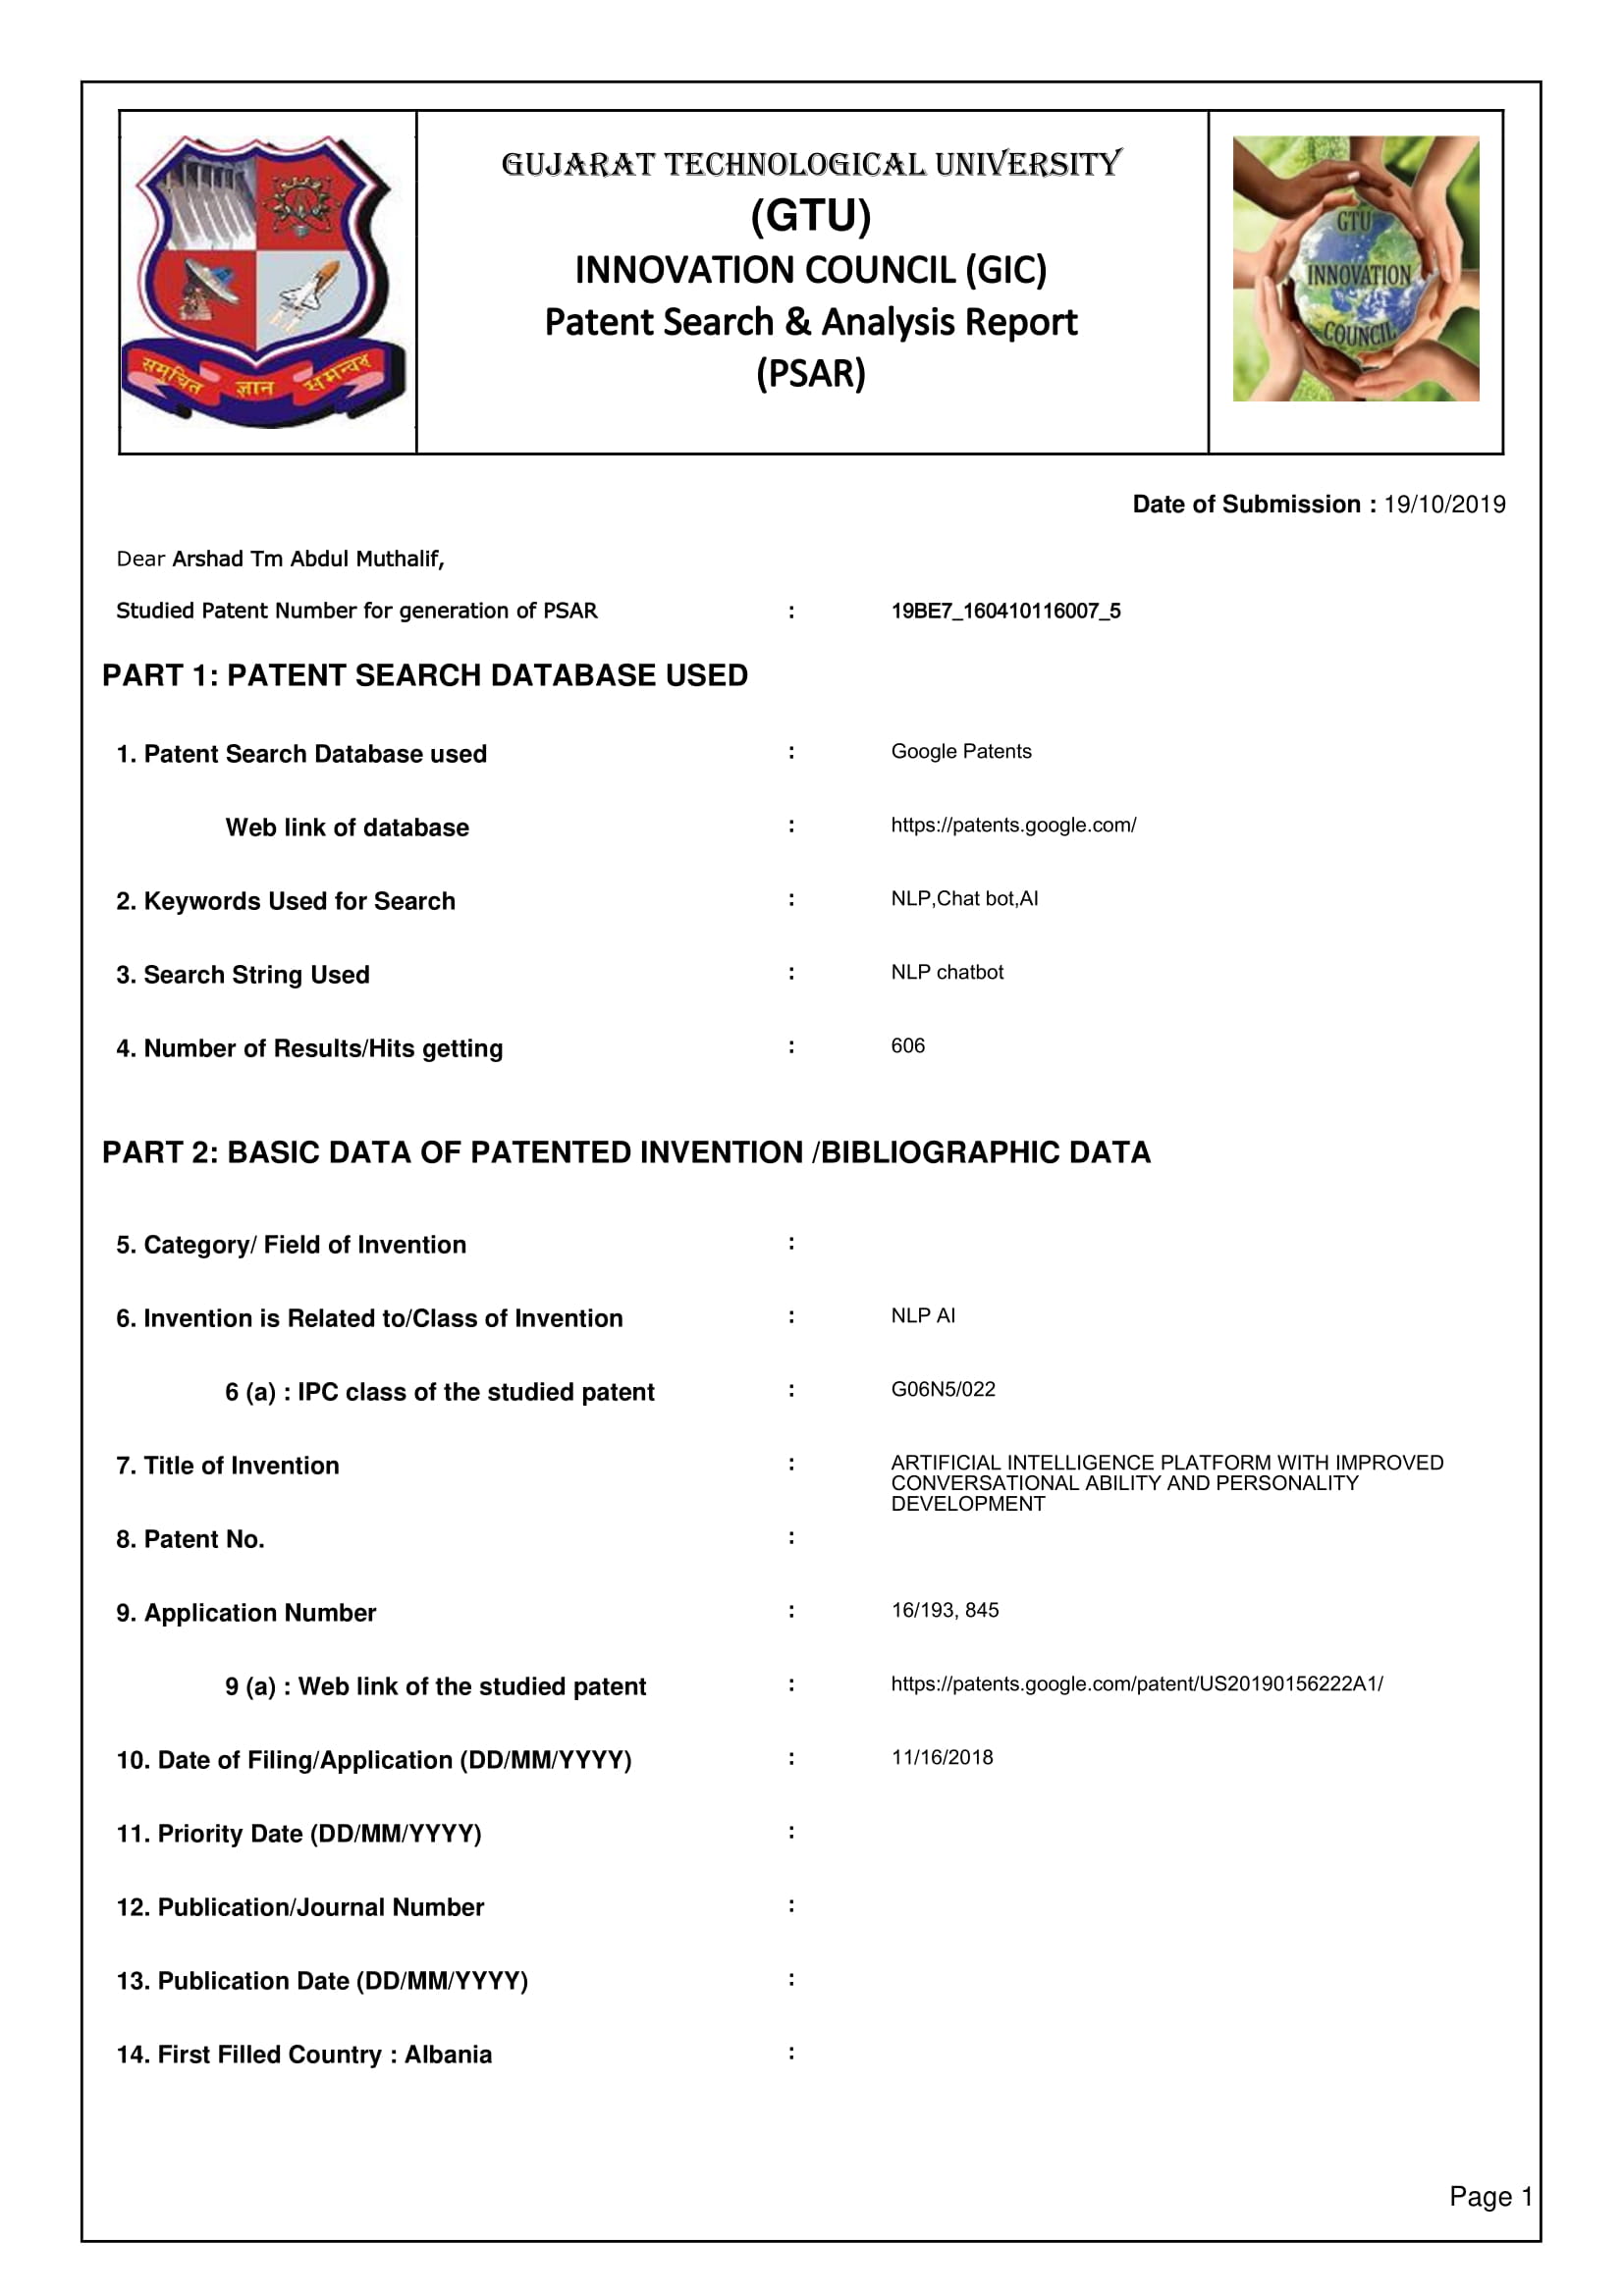 समुचित ज्ञान समन्वय
GUJARAT TECHNOLOGICAL UNIVERSITY
(GTU)
INNOVATION COUNCIL (GIC)
Patent Search & Analysis Report
(PSAR)
GTU
INNOVATION
COUNCIL
Date of Submission : 19/10/2019
Dear Arshad Tm Abdul Muthalif,
Studied Patent Number for generation of PSAR : 19BE7_160410116007_5
PART 1: PATENT SEARCH DATABASE USED
1. Patent Search Database used : Google Patents
Web link of database : https://patents.google.com/
2. Keywords Used for Search : NLP,Chat bot,AI
3. Search String Used : NLP chatbot
4. Number of Results/Hits getting : 606
PART 2: BASIC DATA OF PATENTED INVENTION /BIBLIOGRAPHIC DATA
5. Category/ Field of Invention :
6. Invention is Related to/Class of Invention : NLP AI
6 (a) : IPC class of the studied patent : G06N5/022
7. Title of Invention : ARTIFICIAL INTELLIGENCE PLATFORM WITH IMPROVED
CONVERSATIONAL ABILITY AND PERSONALITY
DEVELOPMENT
8. Patent No. :
9. Application Number : 16/193, 845
9 (a) : Web link of the studied patent : https://patents.google.com/patent/US20190156222A1/
10. Date of Filing/Application (DD/MM/YYYY) : 11/16/2018
11. Priority Date (DD/MM/YYYY) :
12. Publication/Journal Number :
13. Publication Date (DD/MM/YYYY) :
14. First Filled Country : Albania :
Page 1